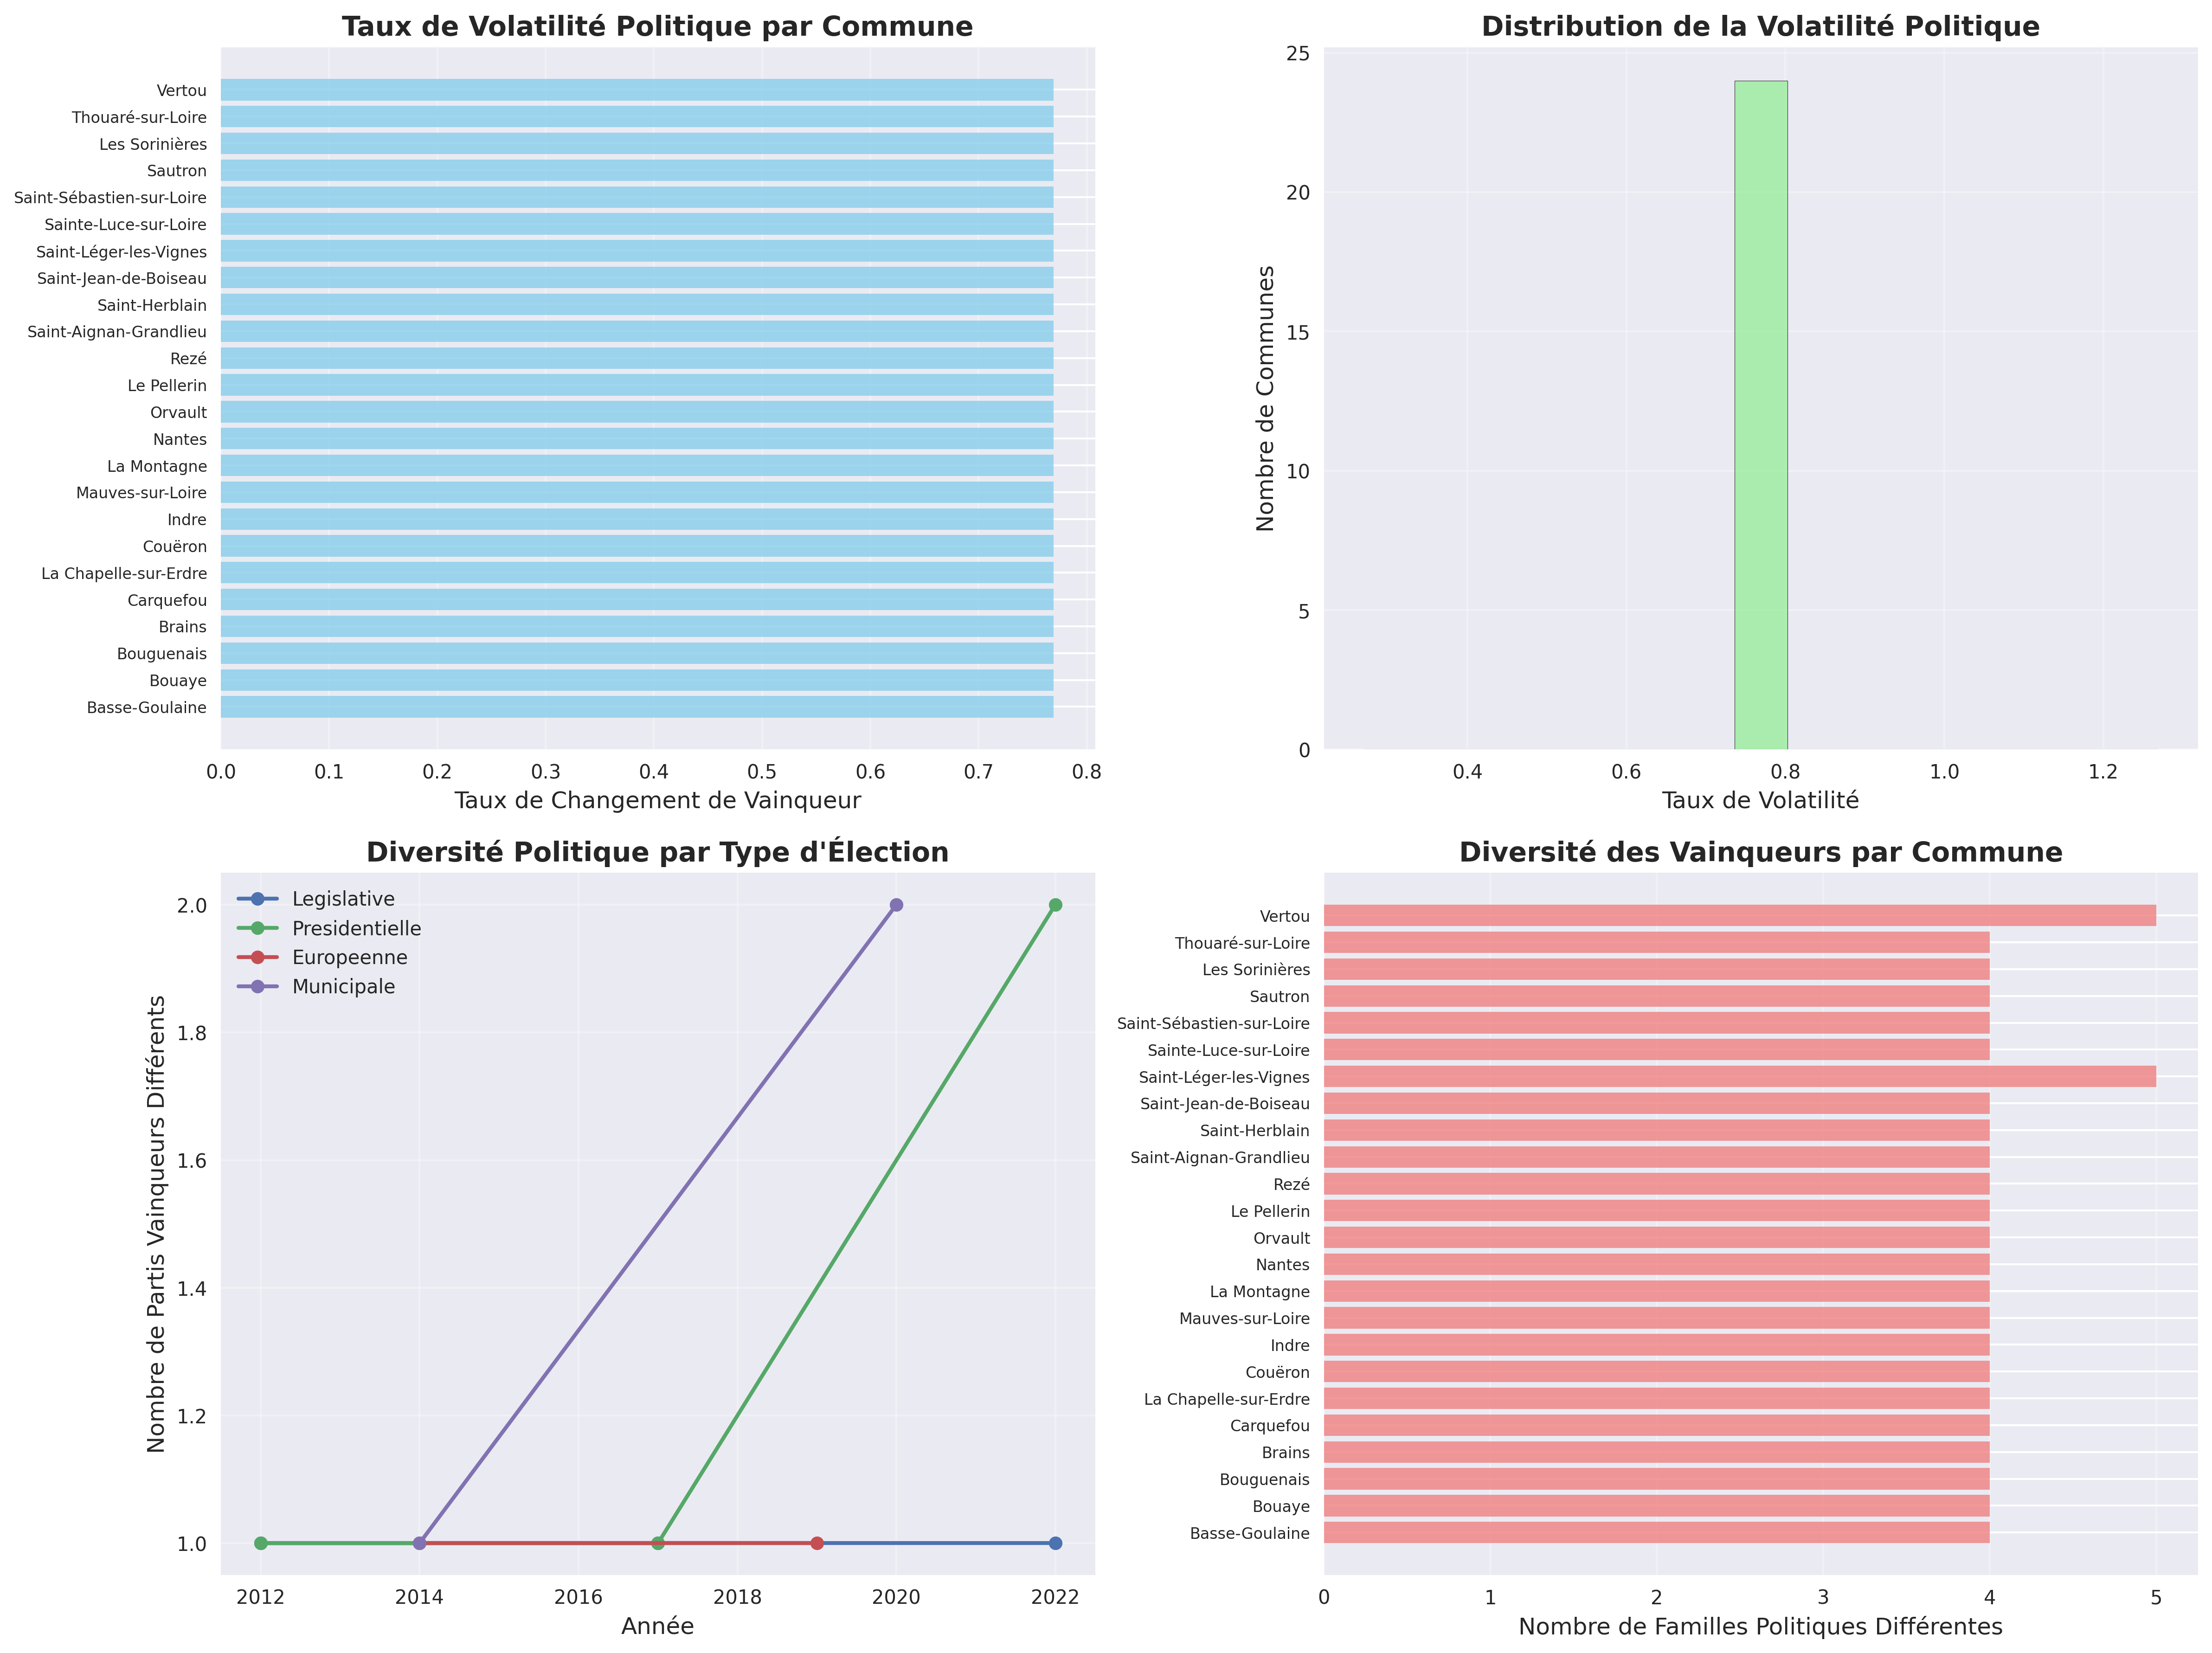 Taux de Volatilité Politique par Commune
Vertou
Thouaré-sur-Loire
Les Sorinières
Sautron
Saint-Sébastien-sur-Loire
Sainte-Luce-sur-Loire
Saint-Léger-les-Vignes
Saint-Jean-de-Boiseau
Saint-Herblain
Saint-Aignan-Grandlieu
Rezé
Le Pellerin
Orvault
Nantes
La Montagne
Mauves-sur-Loire
Indre
Couëron
La Chapelle-sur-Erdre
Carquefou
Brains
Bouguenais
Bouaye
Basse-Goulaine
0.0 0.1 0.2 0.3 0.4 0.5 0.6 0.7 0.8
Taux de Changement de Vainqueur
Distribution de la Volatilité Politique
Nombre de Communes
25
20
15
10
5
0
0.4 0.6 0.8 1.0 1.2
Taux de Volatilité
Diversité Politique par Type d'Élection
Legislative
Presidentielle
Europeenne
Municipale
Nombre de Partis Vainqueurs Différents
2.0
1.8
1.6
1.4
1.2
1.0
2012 2014 2016 2018 2020 2022
Année
Diversité des Vainqueurs par Commune
Vertou
Thouaré-sur-Loire
Les Sorinières
Sautron
Saint-Sébastien-sur-Loire
Sainte-Luce-sur-Loire
Saint-Léger-les-Vignes
Saint-Jean-de-Boiseau
Saint-Herblain
Saint-Aignan-Grandlieu
Rezé
Le Pellerin
Orvault
Nantes
La Montagne
Mauves-sur-Loire
Indre
Couëron
La Chapelle-sur-Erdre
Carquefou
Brains
Bouguenais
Bouaye
Basse-Goulaine
0 1 2 3 4 5
Nombre de Familles Politiques Différentes